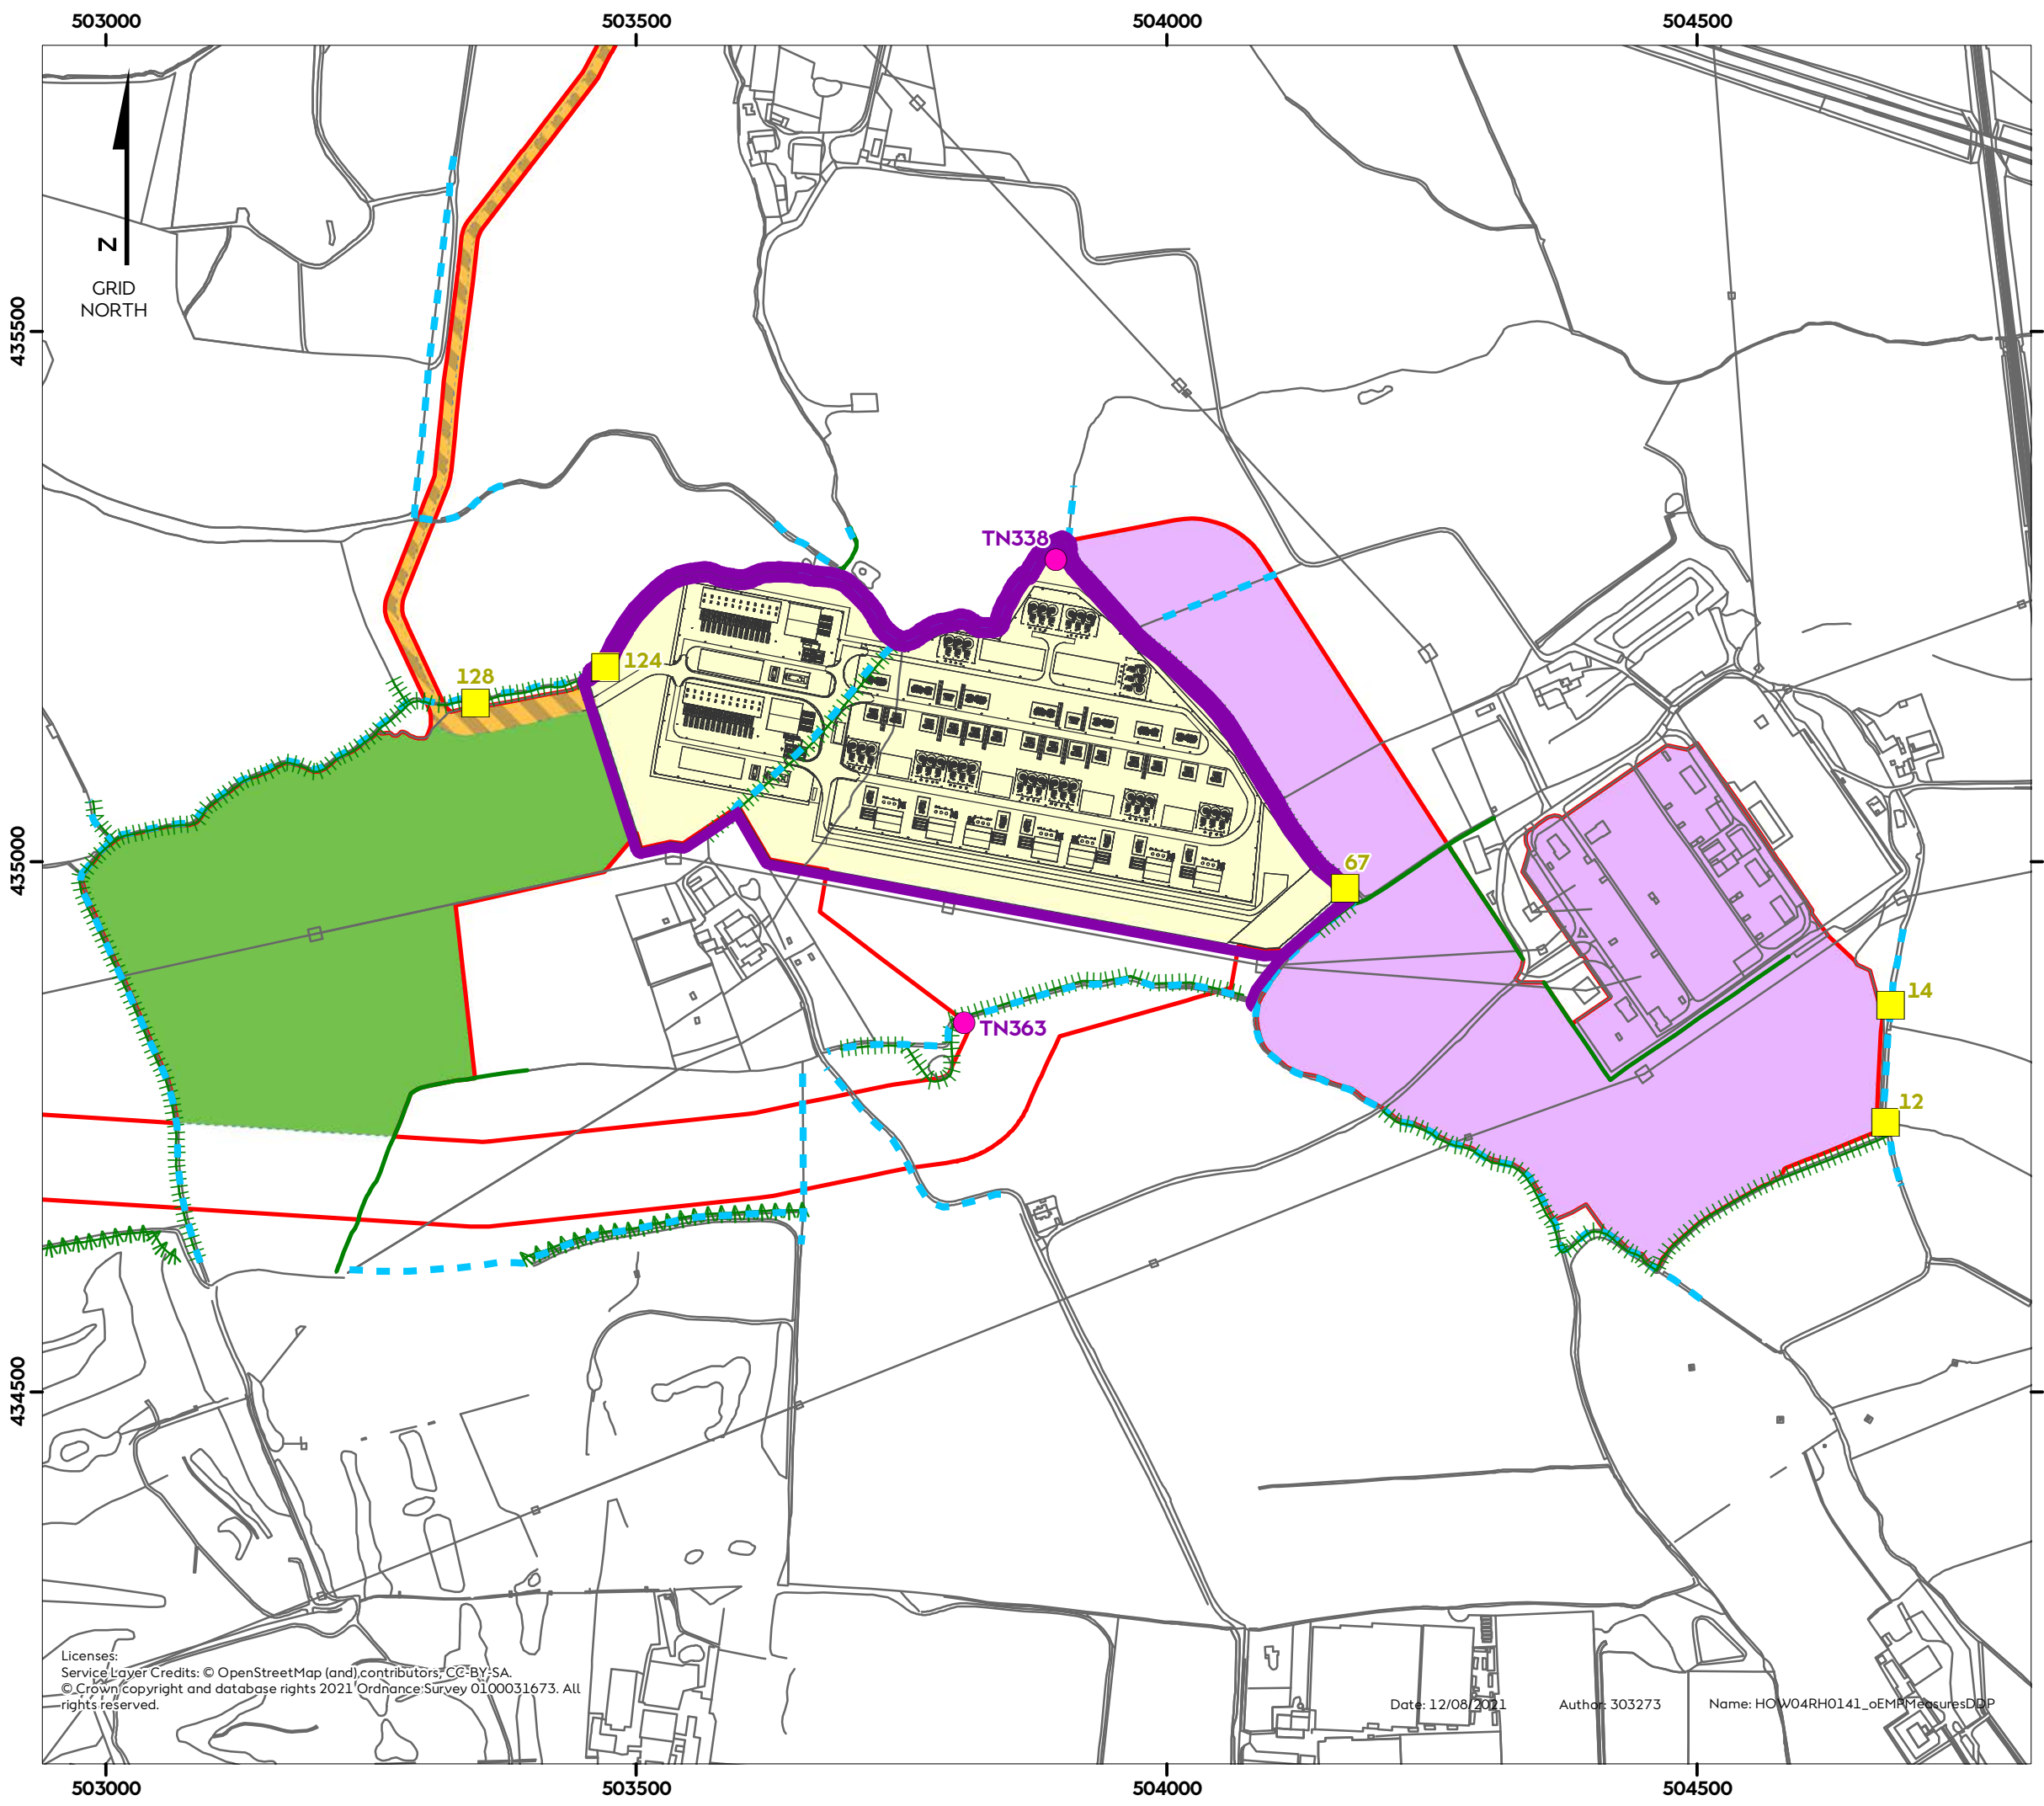 503000
503500
504000
504500
N
GRID
NORTH
435500
TN338
124
128
67
435000
14
TN363
12
434500
Licenses:
Service Layer Credits: © OpenStreetMap (and) contributors, CC-BY-SA.
© Crown copyright and database rights 2021 Ordnance Survey 0100031673. All
rights reserved.
Date: 12/08/2021
Author: 303273
Name: HOW04RH0141_oEMPMeasuresDDP
503000
503500
504000
504500